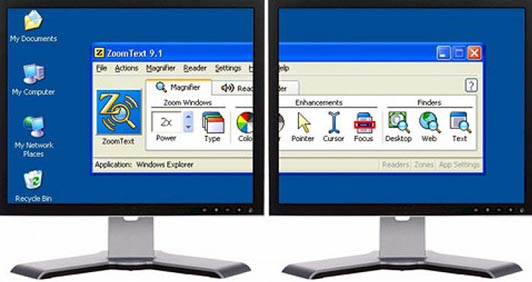 My Documents
My Computer
My Network
Places
Recycle Bin
ZoomText 9.1
File Actions Magnifier Reader Settings H elp
Magnifier
Zoom Windows
Enhancements
Finders
2x
?
Power
Type
Pointer
Cursor
Focus
Desktop
Web
Text
ZoomText
Application: Windows Explorer
Readers Zones App Settings